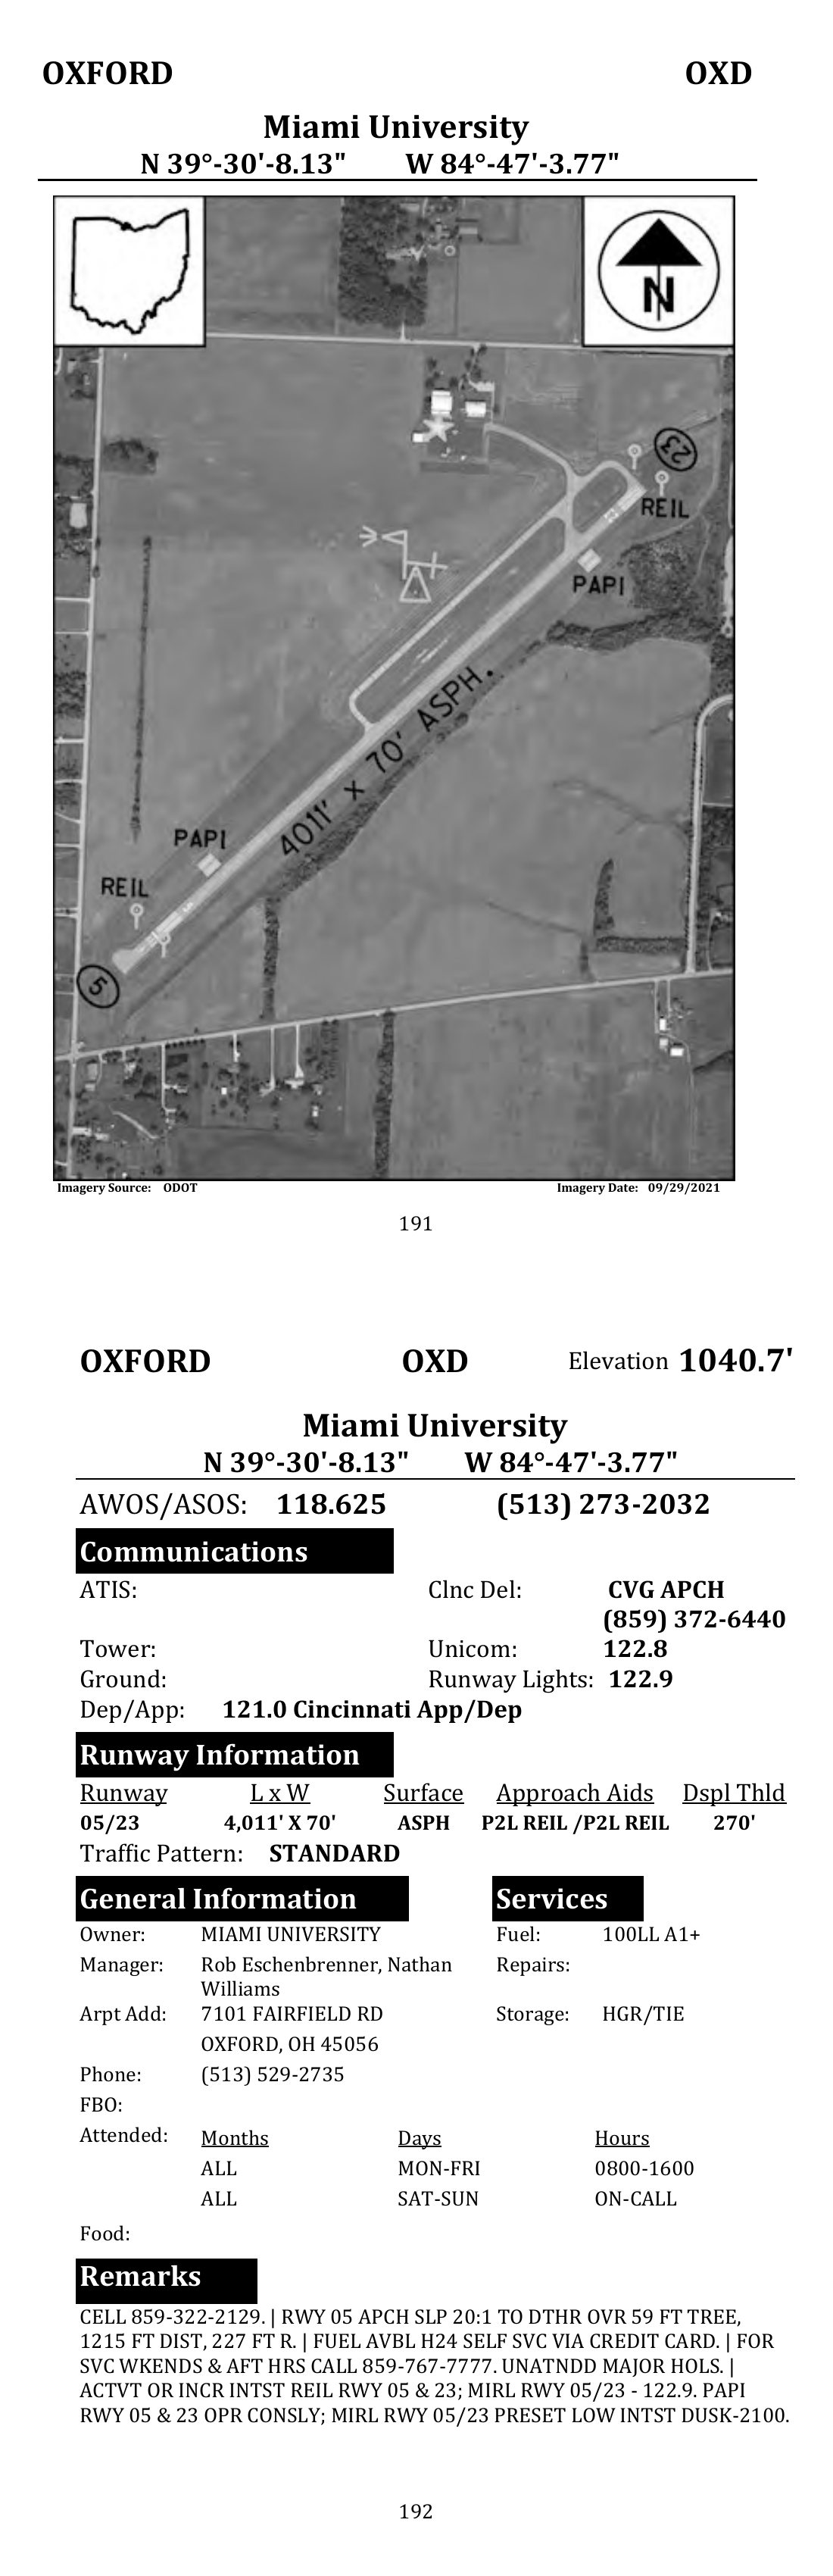 OXFORD OXD
Miami University
N 39°-30'-8.13" W 84°-47'-3.77"
N
23
REIL
PAPI
4011' x 70' ASPH.
PAPI
REIL
5
Imagery Source: ODOT Imagery Date: 09/29/2021
191
OXFORD OXD Elevation 1040.7'
Miami University
N 39°-30'-8.13" W 84°-47'-3.77"
AWOS/ASOS: 118.625 (513) 273-2032
Communications
ATIS: Clnc Del: CVG APCH
(859) 372-6440
Tower: Unicom: 122.8
Ground: Runway Lights: 122.9
Dep/App: 121.0 Cincinnati App/Dep
Runway Information
Runway L x W Surface Approach Aids Dspl Thld
05/23 4,011' X 70' ASPH P2L REIL /P2L REIL 270'
Traffic Pattern: STANDARD
General Information Services
Owner: MIAMI UNIVERSITY Fuel: 100LL A1+
Manager: Rob Eschenbrenner, Nathan Repairs:
Williams
Arpt Add: 7101 FAIRFIELD RD Storage: HGR/TIE
OXFORD, OH 45056
Phone: (513) 529-2735
FBO:
Attended: Months Days Hours
ALL MON-FRI 0800-1600
ALL SAT-SUN ON-CALL
Food:
Remarks
CELL 859-322-2129. | RWY 05 APCH SLP 20:1 TO DTHR OVR 59 FT TREE,
1215 FT DIST, 227 FT R. | FUEL AVBL H24 SELF SVC VIA CREDIT CARD. | FOR
SVC WKENDS & AFT HRS CALL 859-767-7777. UNATNDD MAJOR HOLS. |
ACTVT OR INCR INTST REIL RWY 05 & 23; MIRL RWY 05/23 - 122.9. PAPI
RWY 05 & 23 OPR CONSLY; MIRL RWY 05/23 PRESET LOW INTST DUSK-2100.
192